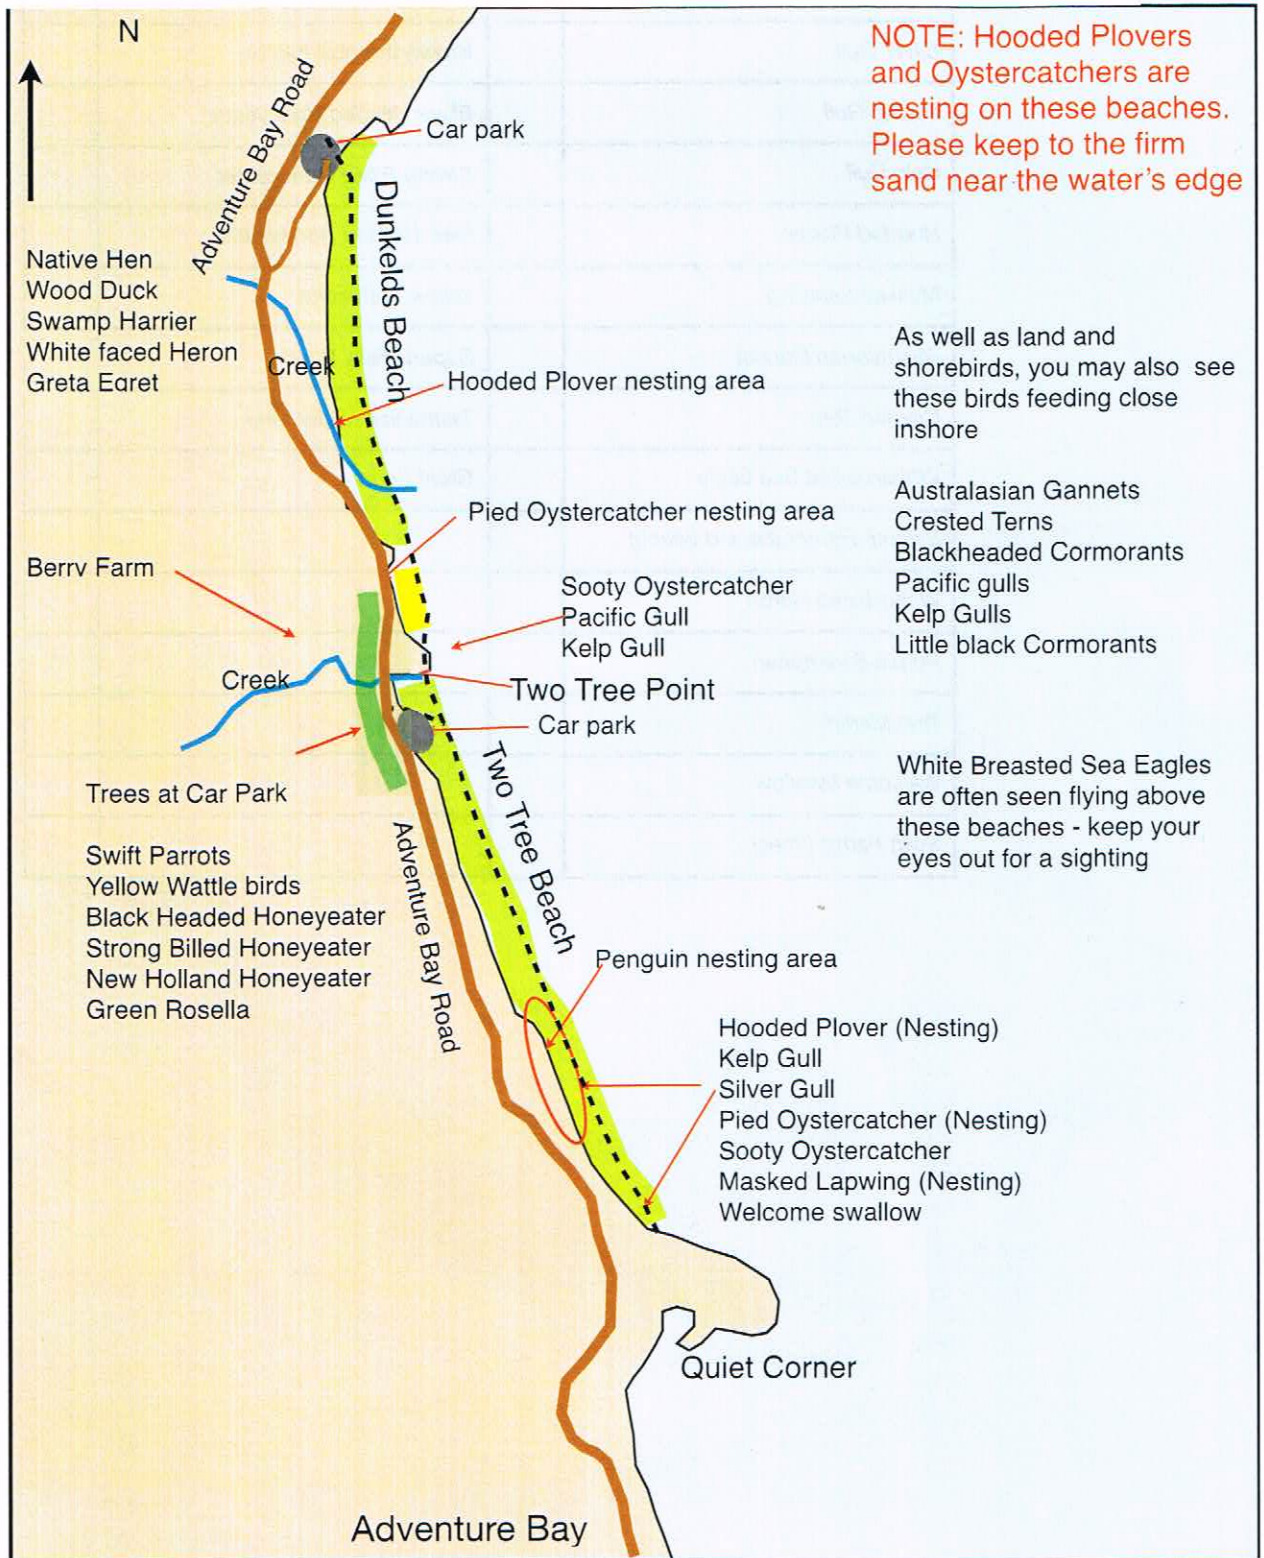 N
NOTE: Hooded Plovers
and Oystercatchers are
nesting on these beaches.
Please keep to the firm
sand near the water's edge
Adventure Bay Road
Car park
Dunkelds Beach
Native Hen
Wood Duck
Swamp Harrier
White faced Heron
Greta Egret
Creek
Hooded Plover nesting area
As well as land and
shorebirds, you may also see
these birds feeding close
inshore
Australasian Gannets
Crested Terns
Blackheaded Cormorants
Pacific gulls
Kelp Gulls
Little black Cormorants
Pied Oystercatcher nesting area
Berry Farm
Sooty Oystercatcher
Pacific Gull
Kelp Gull
Creek
Two Tree Point
Car park
Two Tree Beach
White Breasted Sea Eagles
are often seen flying above
these beaches - keep your
eyes out for a sighting
Trees at Car Park
Swift Parrots
Yellow Wattle birds
Black Headed Honeyeater
Strong Billed Honeyeater
New Holland Honeyeater
Green Rosella
Adventure Bay Road
Penguin nesting area
Hooded Plover (Nesting)
Kelp Gull
Silver Gull
Pied Oystercatcher (Nesting)
Sooty Oystercatcher
Masked Lapwing (Nesting)
Welcome swallow
Quiet Corner
Adventure Bay